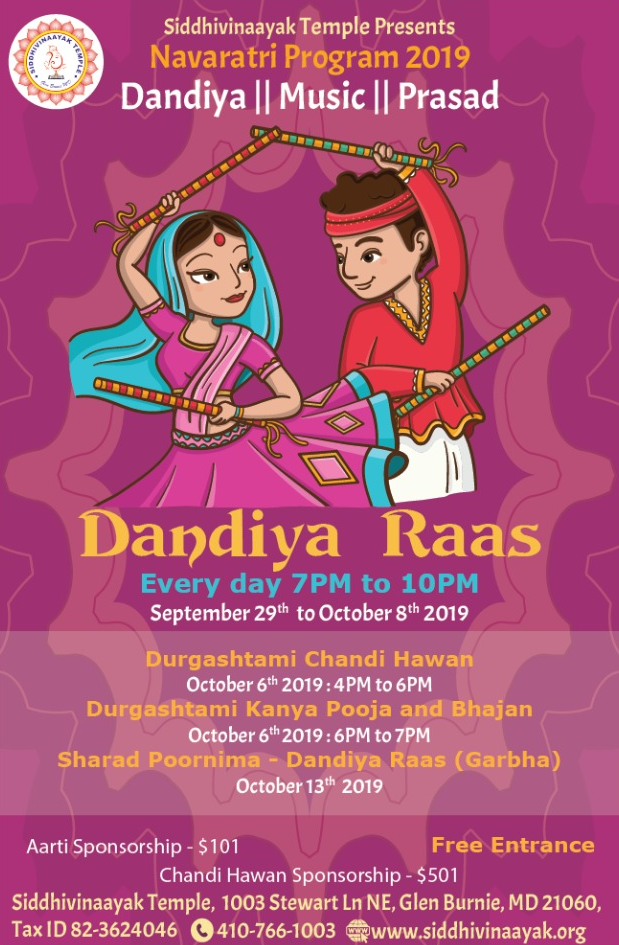 SIDDHIVINAAYAK TEMPLE
Siddhivinaayak Temple Presents
Navaratri Program 2019
Dandiya || Music || Prasad
Dandiya Raas
Every day 7PM to 10PM
September 29th to October 8th 2019
Durgashtami Chandi Hawan
October 6th 2019 : 4PM to 6PM
Durgashtami Kanya Pooja and Bhajan
October 6th 2019 : 6PM to 7PM
Sharad Poornima - Dandiya Raas (Garbha)
October 13th 2019
Aarti Sponsorship - $101
Free Entrance
Chandi Hawan Sponsorship - $501
Siddhivinaayak Temple, 1003 Stewart Ln NE, Glen Burnie, MD 21060,
Tax ID 82-3624046 410-766-1003 www.siddhivinaayak.org